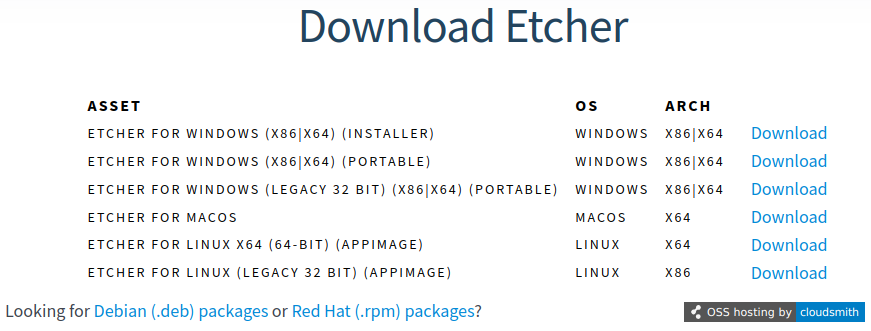 Download Etcher
ASSET OS ARCH
ETCHER FOR WINDOWS (X86|X64) (INSTALLER) WINDOWS X86|X64 Download
ETCHER FOR WINDOWS (X86|X64) (PORTABLE) WINDOWS X86|X64 Download
ETCHER FOR WINDOWS (LEGACY 32 BIT) (X86|X64) (PORTABLE) WINDOWS X86|X64 Download
ETCHER FOR MACOS MACOS X64 Download
ETCHER FOR LINUX X64 (64-BIT) (APPIMAGE) LINUX X64 Download
ETCHER FOR LINUX (LEGACY 32 BIT) (APPIMAGE) LINUX X86 Download
Looking for Debian (.deb) packages or Red Hat (.rpm) packages? OSS hosting by cloudsmith